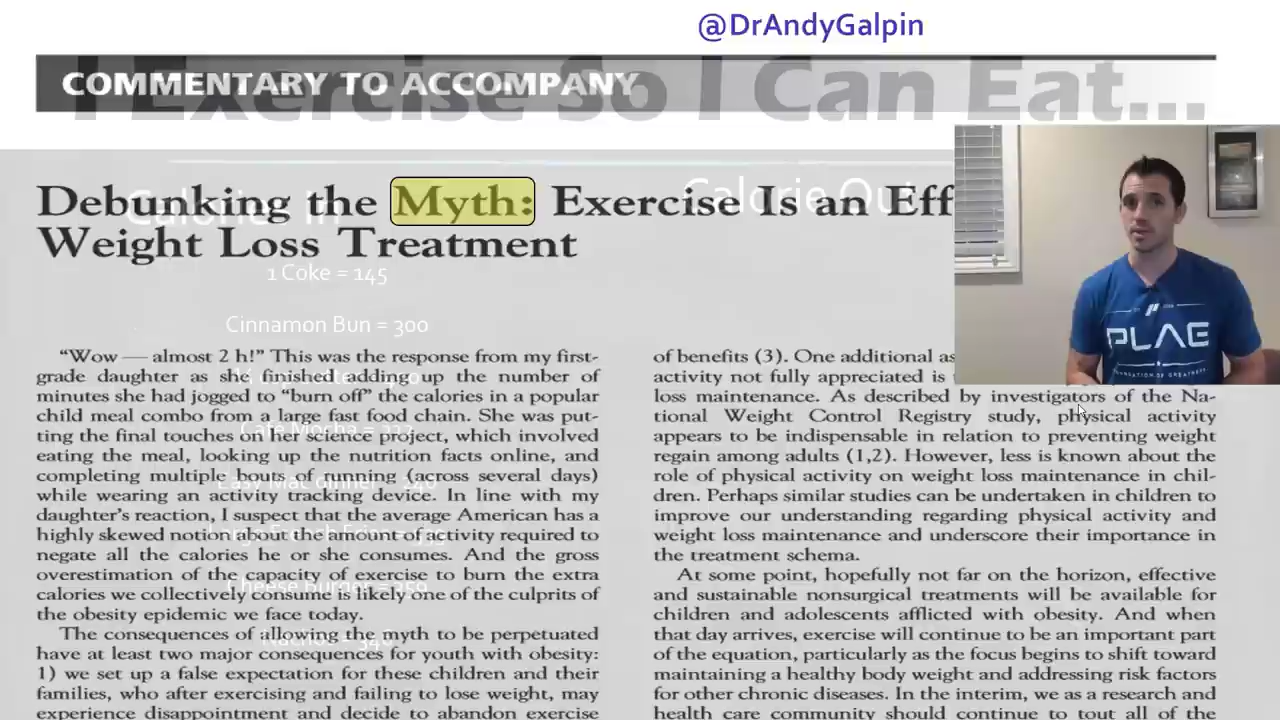 @DrAndyGalpin
COMMENTARY TO ACCOMPANY
I Exercise So I Can Eat...
Debunking the Myth: Exercise Is an Eff
Weight Loss Treatment
Calories In
Calorie Out
1 Coke = 145
Cinnamon Bun = 300
Easy Mac dinner = 240
Cheese Burger = 359
“Wow — almost 2 h!” This was the response from my first-
grade daughter as she finished adding up the number of
minutes she had jogged to “burn off” the calories in a popular
child meal combo from a large fast food chain. She was put-
ting the final touches on her science project, which involved
eating the meal, looking up the nutrition facts online, and
completing multiple bouts of running (across several days)
while wearing an activity tracking device. In line with my
daughter’s reaction, I suspect that the average American has a
highly skewed notion about the amount of activity required to
negate all the calories he or she consumes. And the gross
overestimation of the capacity of exercise to burn the extra
calories we collectively consume is likely one of the culprits of
the obesity epidemic we face today.
The consequences of allowing the myth to be perpetuated
have at least two major consequences for youth with obesity:
1) we set up a false expectation for these children and their
families, who after exercising and failing to lose weight, may
experience disappointment and decide to abandon exercise
of benefits (3). One additional as
activity not fully appreciated is
loss maintenance. As described by investigators of the Na-
tional Weight Control Registry study, physical activity
appears to be indispensable in relation to preventing weight
regain among adults (1,2). However, less is known about the
role of physical activity on weight loss maintenance in chil-
dren. Perhaps similar studies can be undertaken in children to
improve our understanding regarding physical activity and
weight loss maintenance and underscore their importance in
the treatment schema.
At some point, hopefully not far on the horizon, effective
and sustainable nonsurgical treatments will be available for
children and adolescents afflicted with obesity. And when
that day arrives, exercise will continue to be an important part
of the equation, particularly as the focus begins to shift toward
maintaining a healthy body weight and addressing risk factors
for other chronic diseases. In the interim, we as a research and
health care community should continue to tout all of the
PLAE
FOUNDATION OF GREATNESS